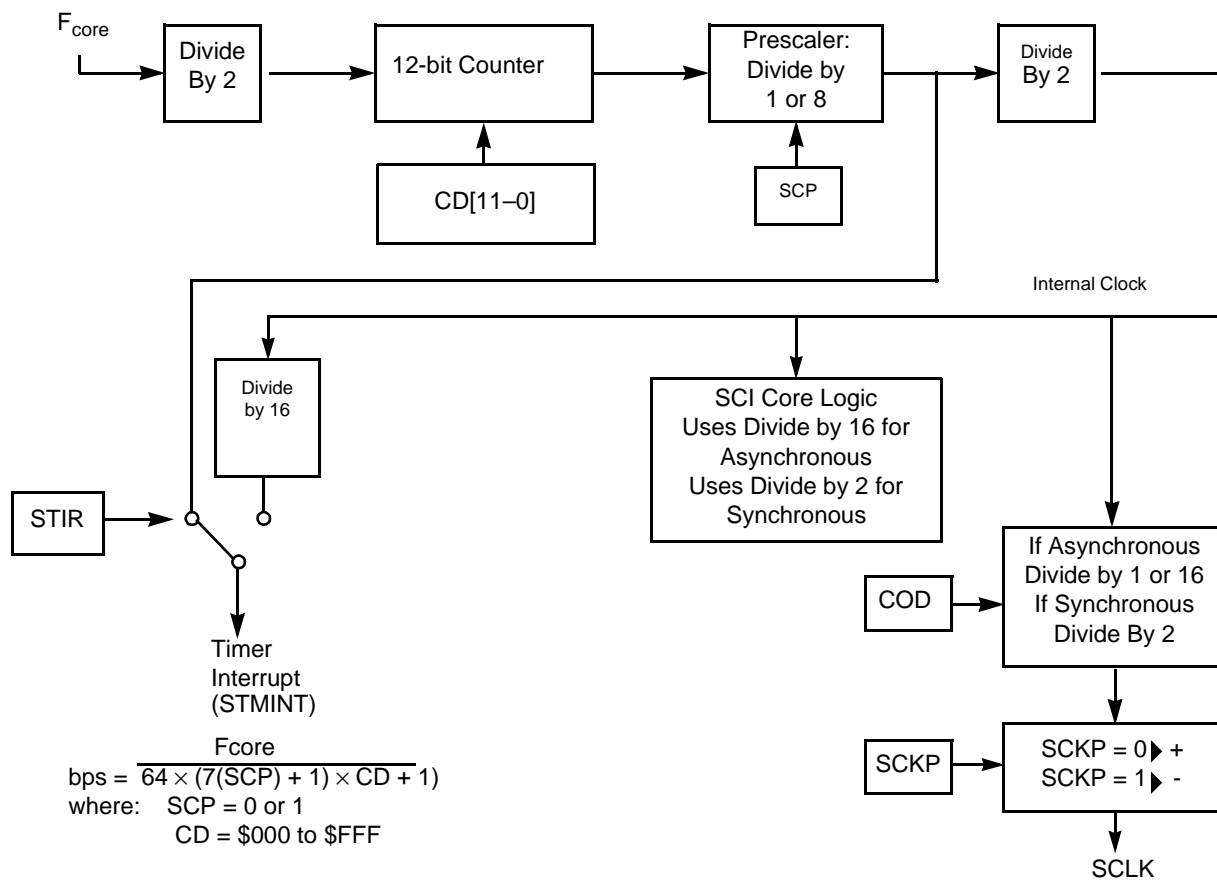 Fcore
Divide
By 2
12-bit Counter
Prescaler:
Divide by
1 or 8
Divide
By 2
CD[11–0]
SCP
Internal Clock
Divide
by 16
SCI Core Logic
Uses Divide by 16 for
Asynchronous
Uses Divide by 2 for
Synchronous
STIR
If Asynchronous
Divide by 1 or 16
If Synchronous
Divide By 2
COD
Timer
Interrupt
(STMINT)
SCKP
SCKP = 0 +
SCKP = 1 -
Fcore
bps = 64 × (7(SCP) + 1) × CD + 1)
where: SCP = 0 or 1
CD = $000 to $FFF
SCLK